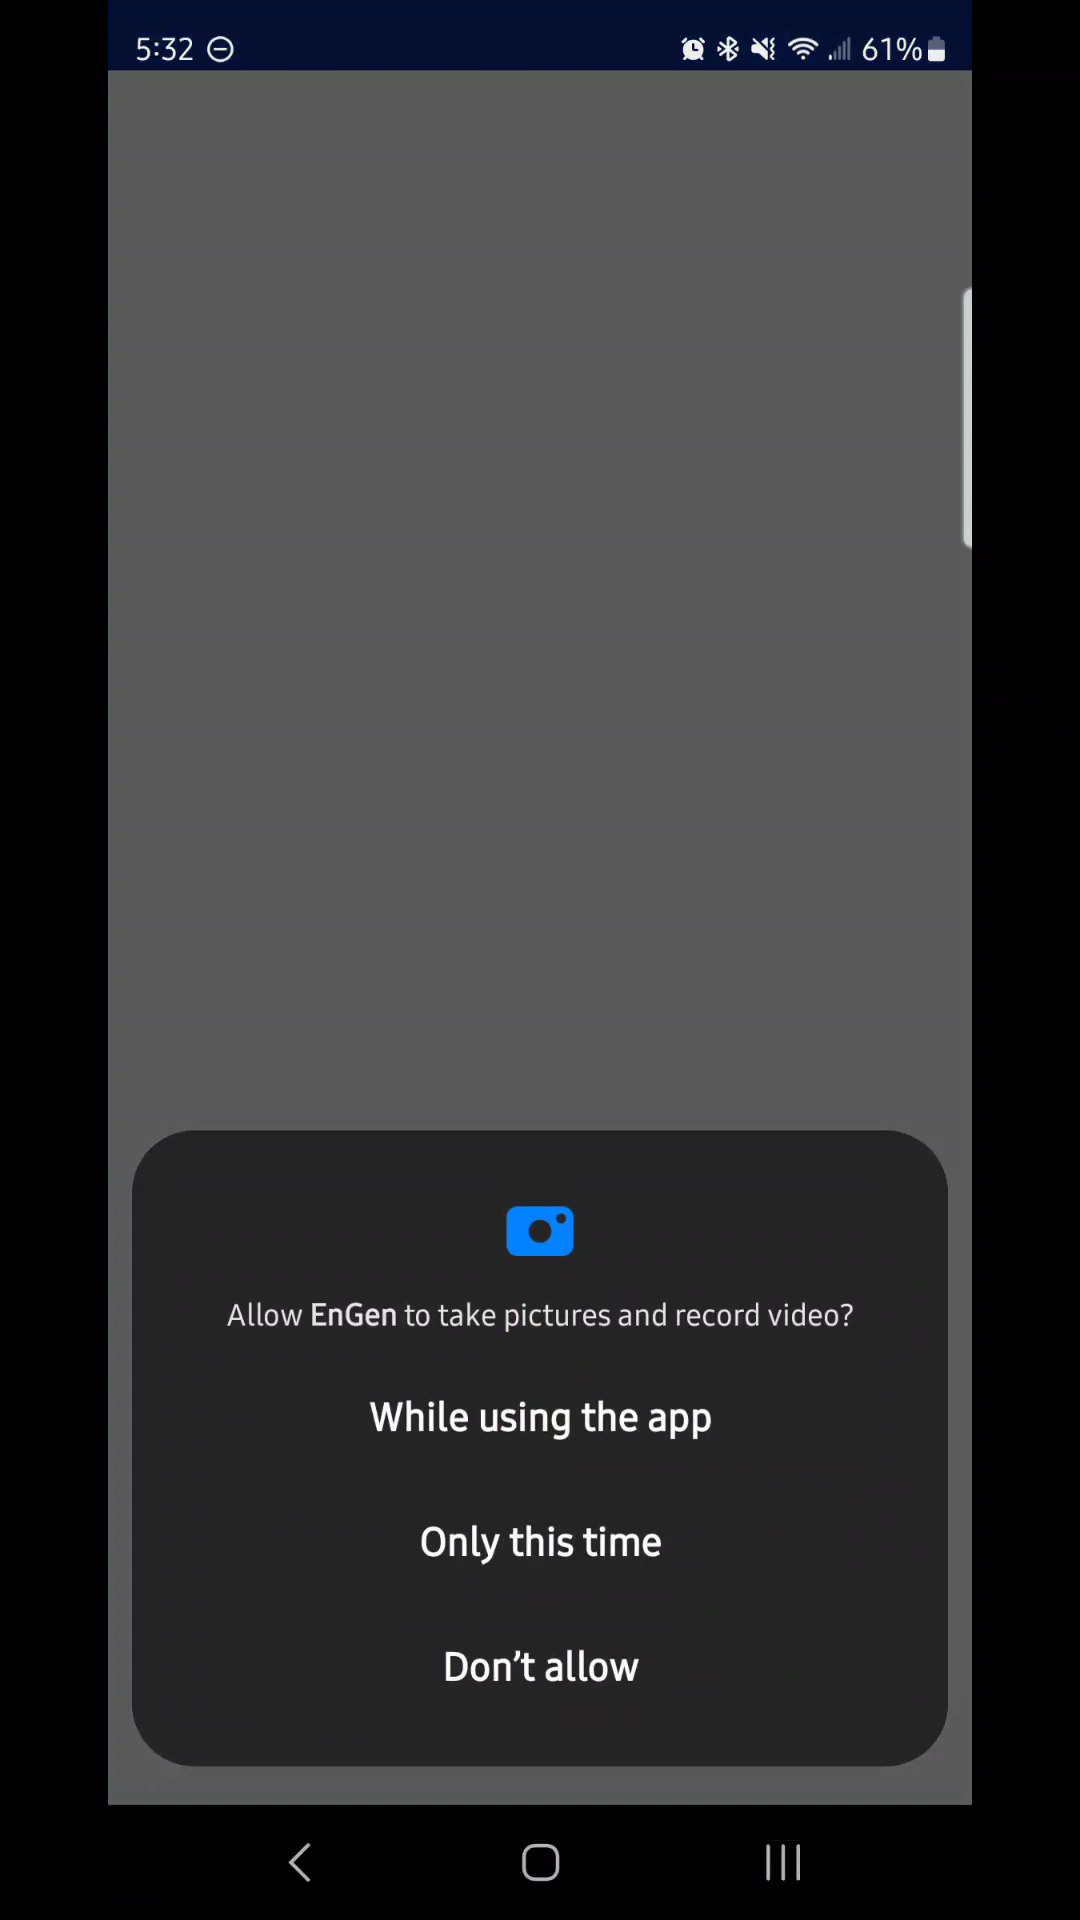 5:32 61%
Allow EnGen to take pictures and record video?
While using the app
Only this time
Don’t allow